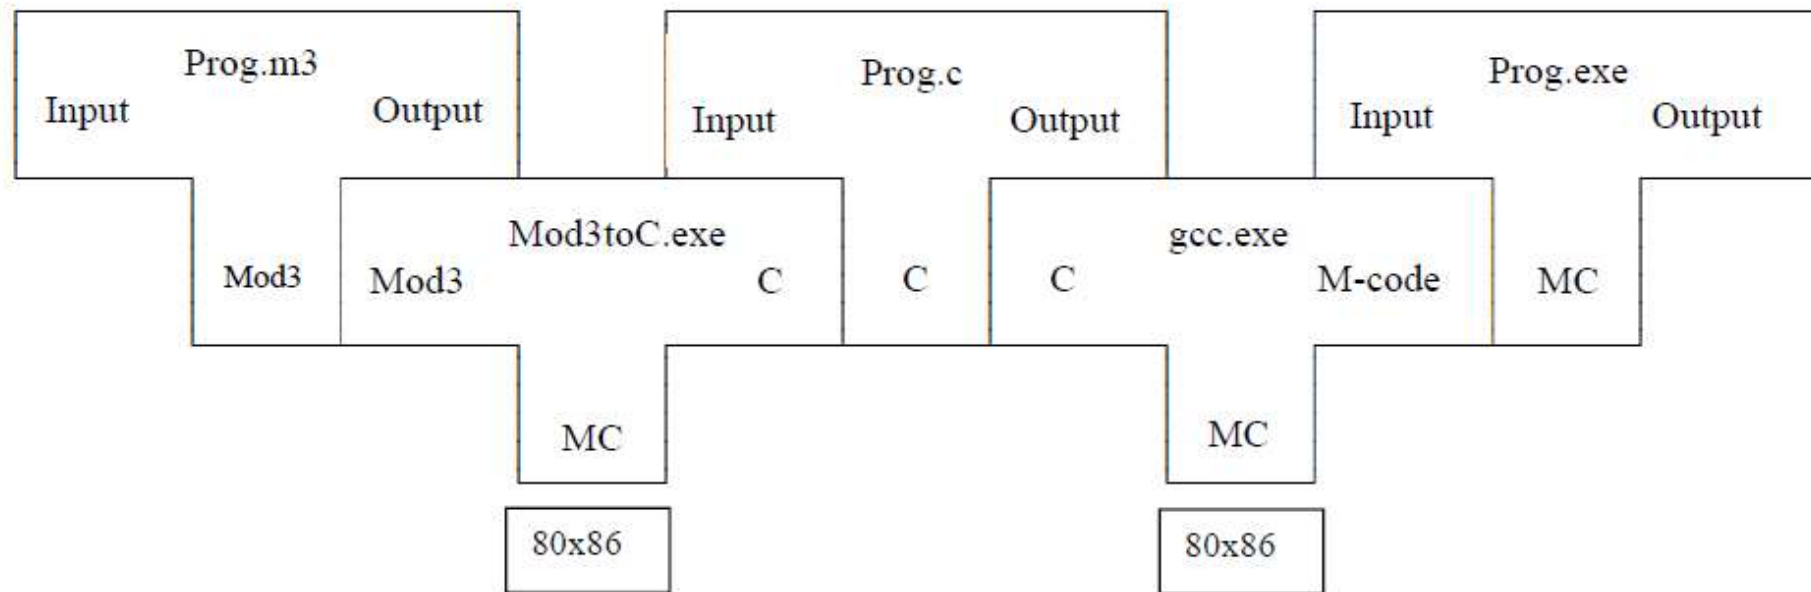 Prog.m3
Input Output
Mod3
Mod3toC.exe
Mod3 C
MC
80x86
Prog.c
Input Output
C
gcc.exe
C M-code
MC
80x86
Prog.exe
Input Output
MC